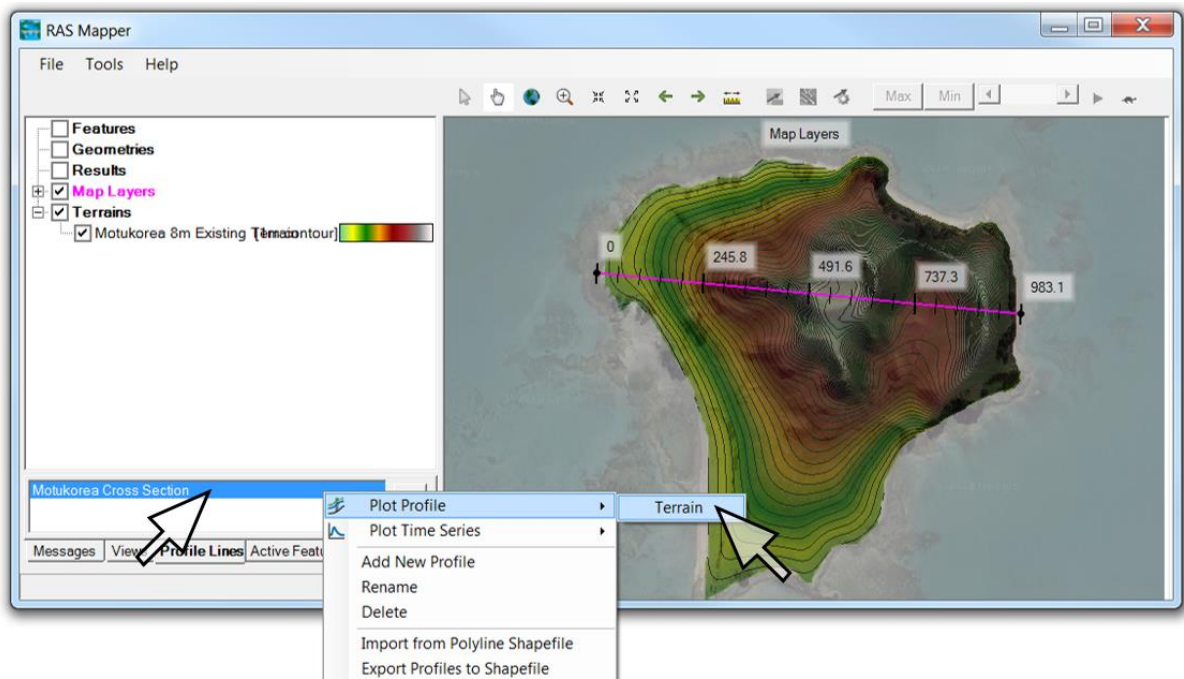 RAS Mapper
File Tools Help
Max Min
Features
Geometries
Results
Map Layers
Terrains
Motukorea 8m Existing
Map Layers
0
245.8
491.6
737.3
983.1
Motukorea Cross Section
Messages
Profile Lines
Plot Profile
Terrain
Plot Time Series
Add New Profile
Rename
Delete
Import from Polyline Shapefile
Export Profiles to Shapefile